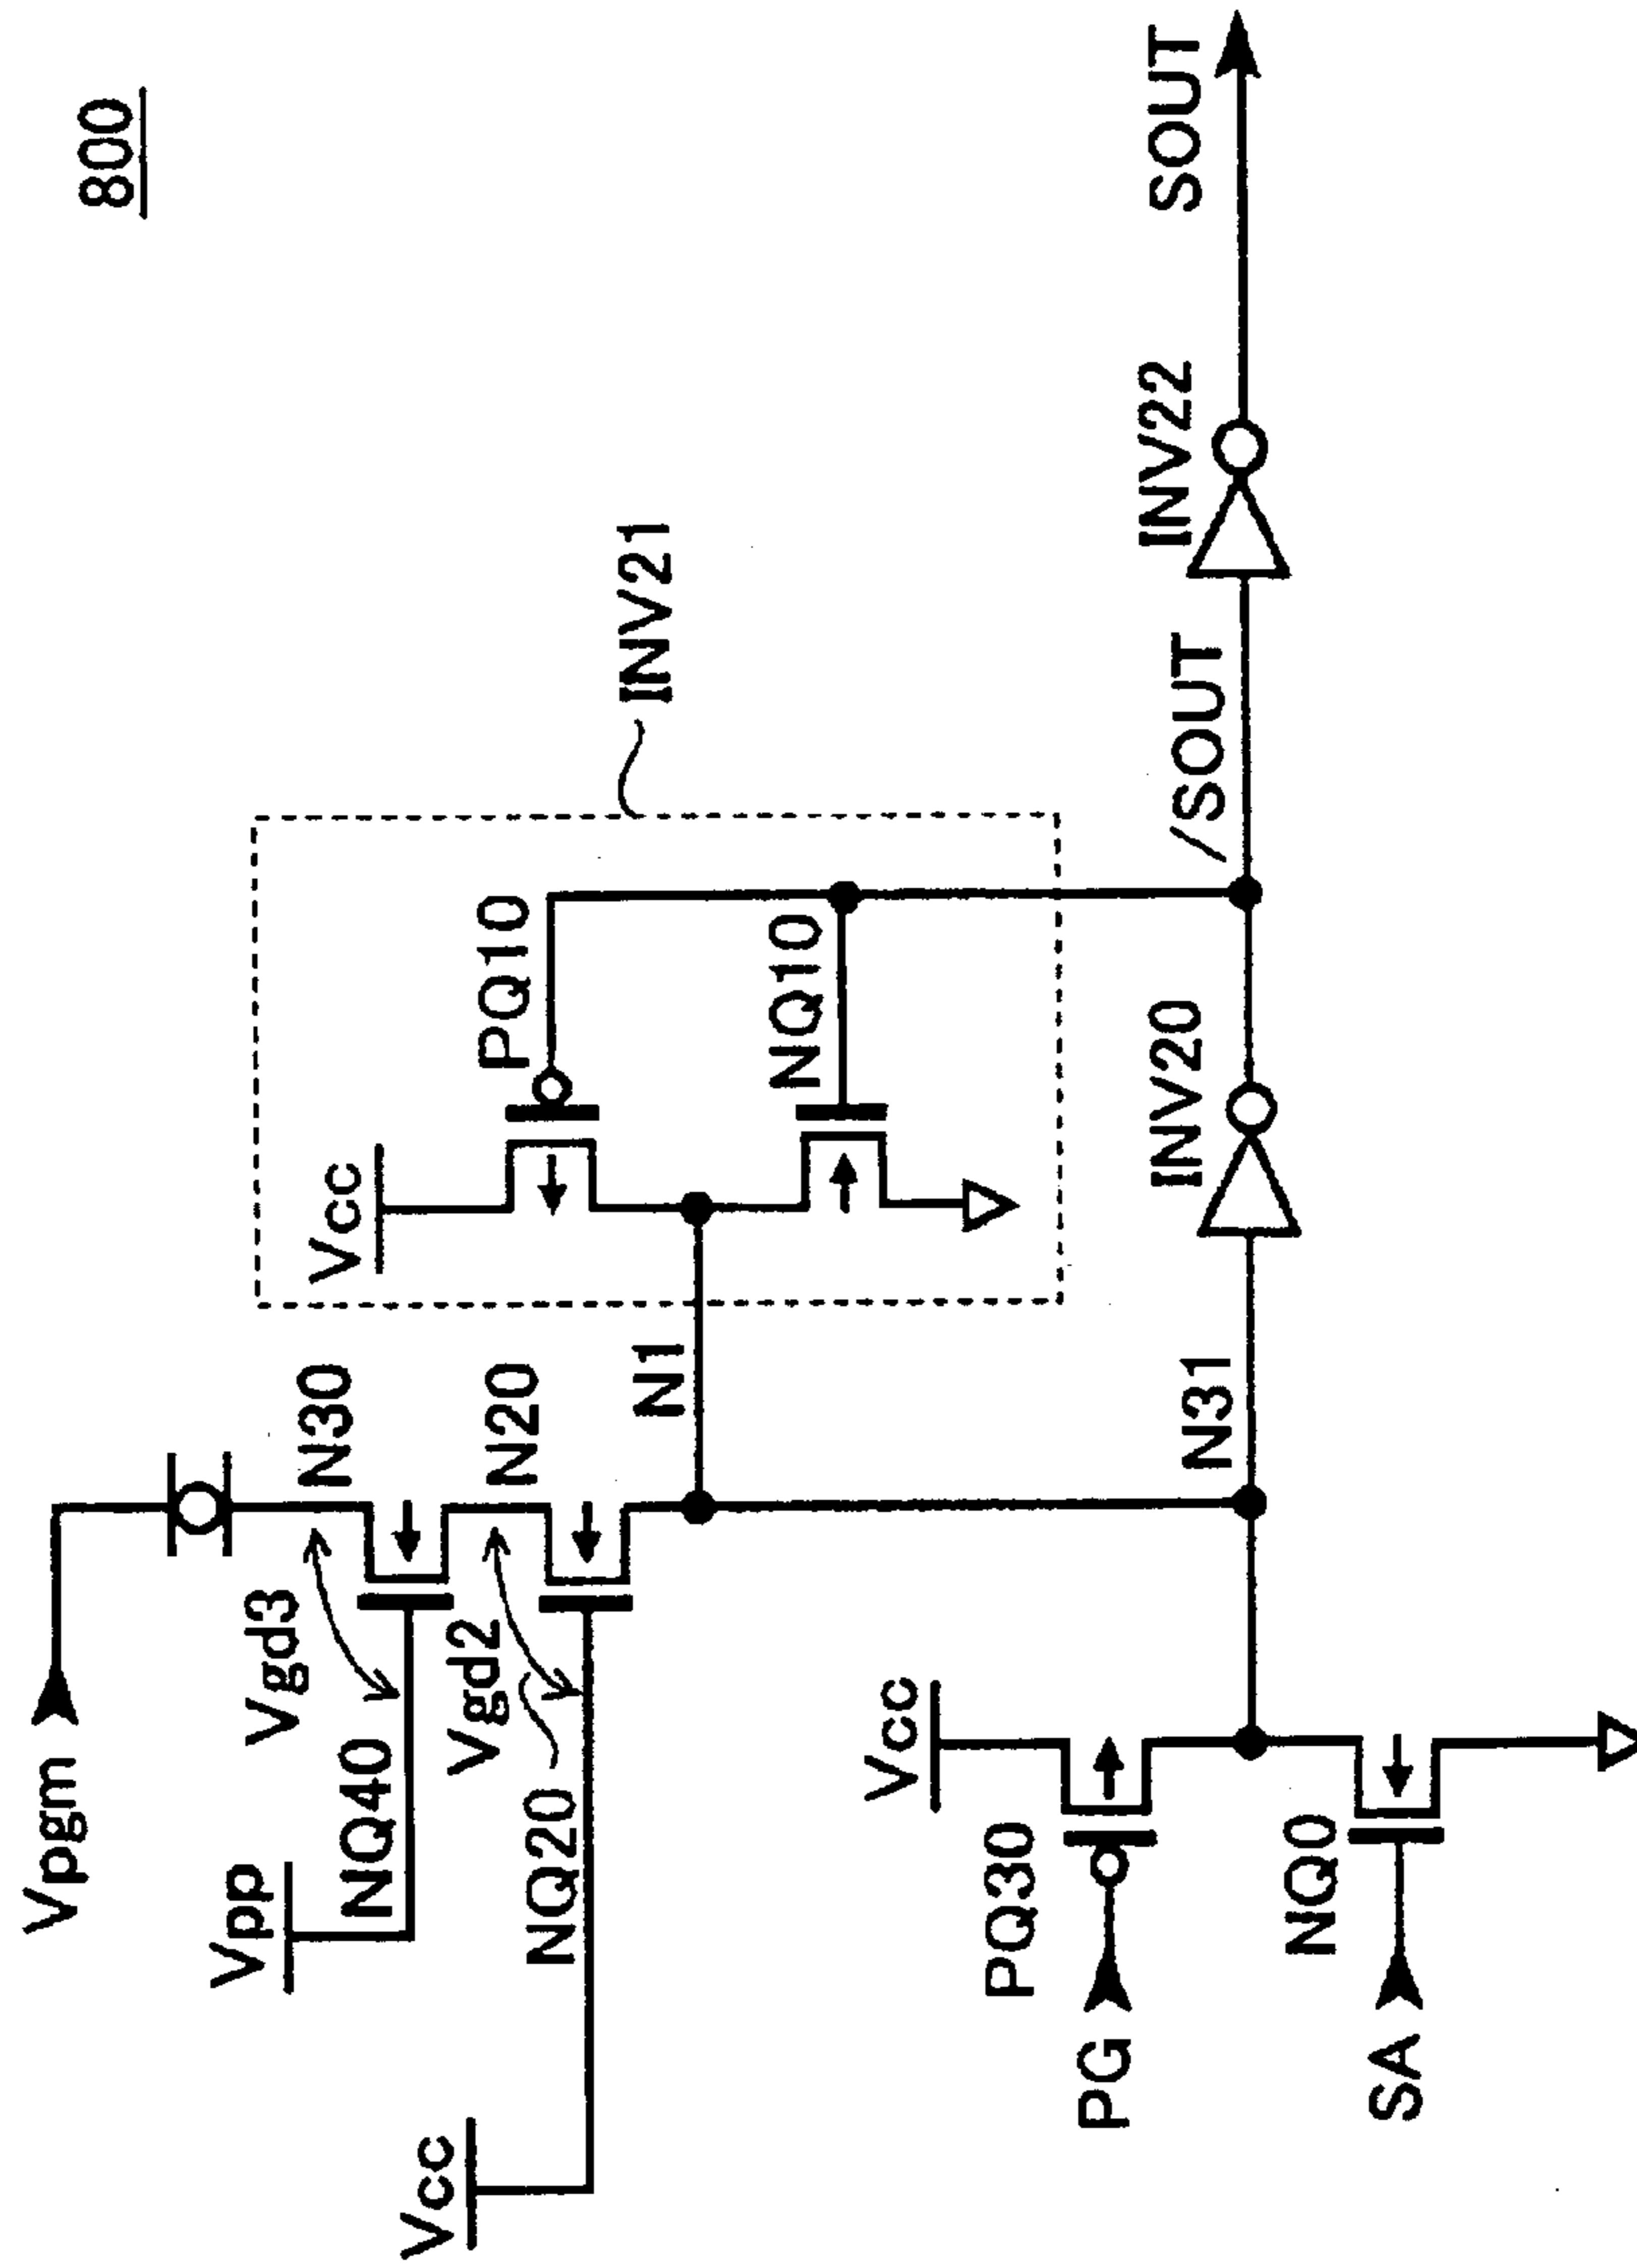 800
Vpgm
Vgd3
N30
Vpp
NQ40
Vgd2
N20
NQ20
Vcc
N1
Vcc
PQ10
NQ10
INV21
Vcc
PG
PQ30
SA
NQ0
N31
INV20
/SOUT
INV22
SOUT